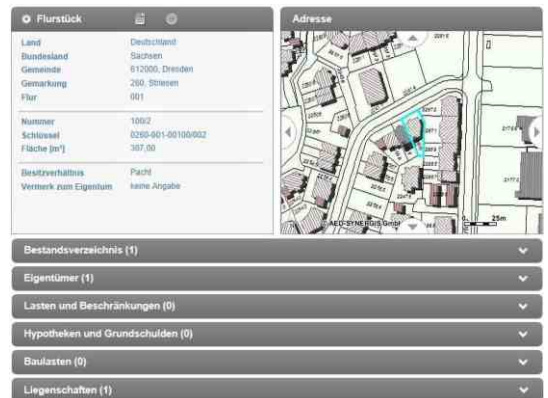 Flurstück
Land Deutschland
Bundesland Sachsen
Gemeinde 612000, Dresden
Gemarkung 260, Striesen
Flur 001
Nummer 100/2
Schlüssel 0260-001-00100/002
Fläche [m²] 307,00
Besitzverhältnis Pacht
Vermerk zum Eigentum keine Angabe
Adresse
© AED-SYNERGIS GmbH
0 25m
Bestandsverzeichnis (1)
Eigentümer (1)
Lasten und Beschränkungen (0)
Hypotheken und Grundschulden (0)
Baulasten (0)
Liegenschaften (1)